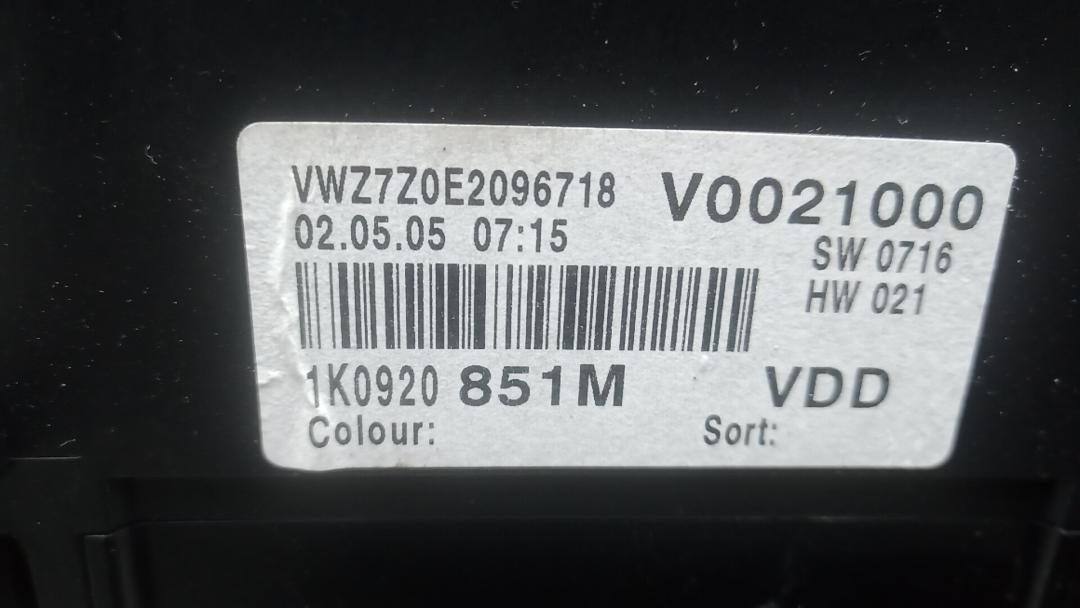 VWZ7Z0E2096718 V0021000
02.05.05 07:15 SW 0716
HW 021
1K0920 851M VDD
Colour: Sort: